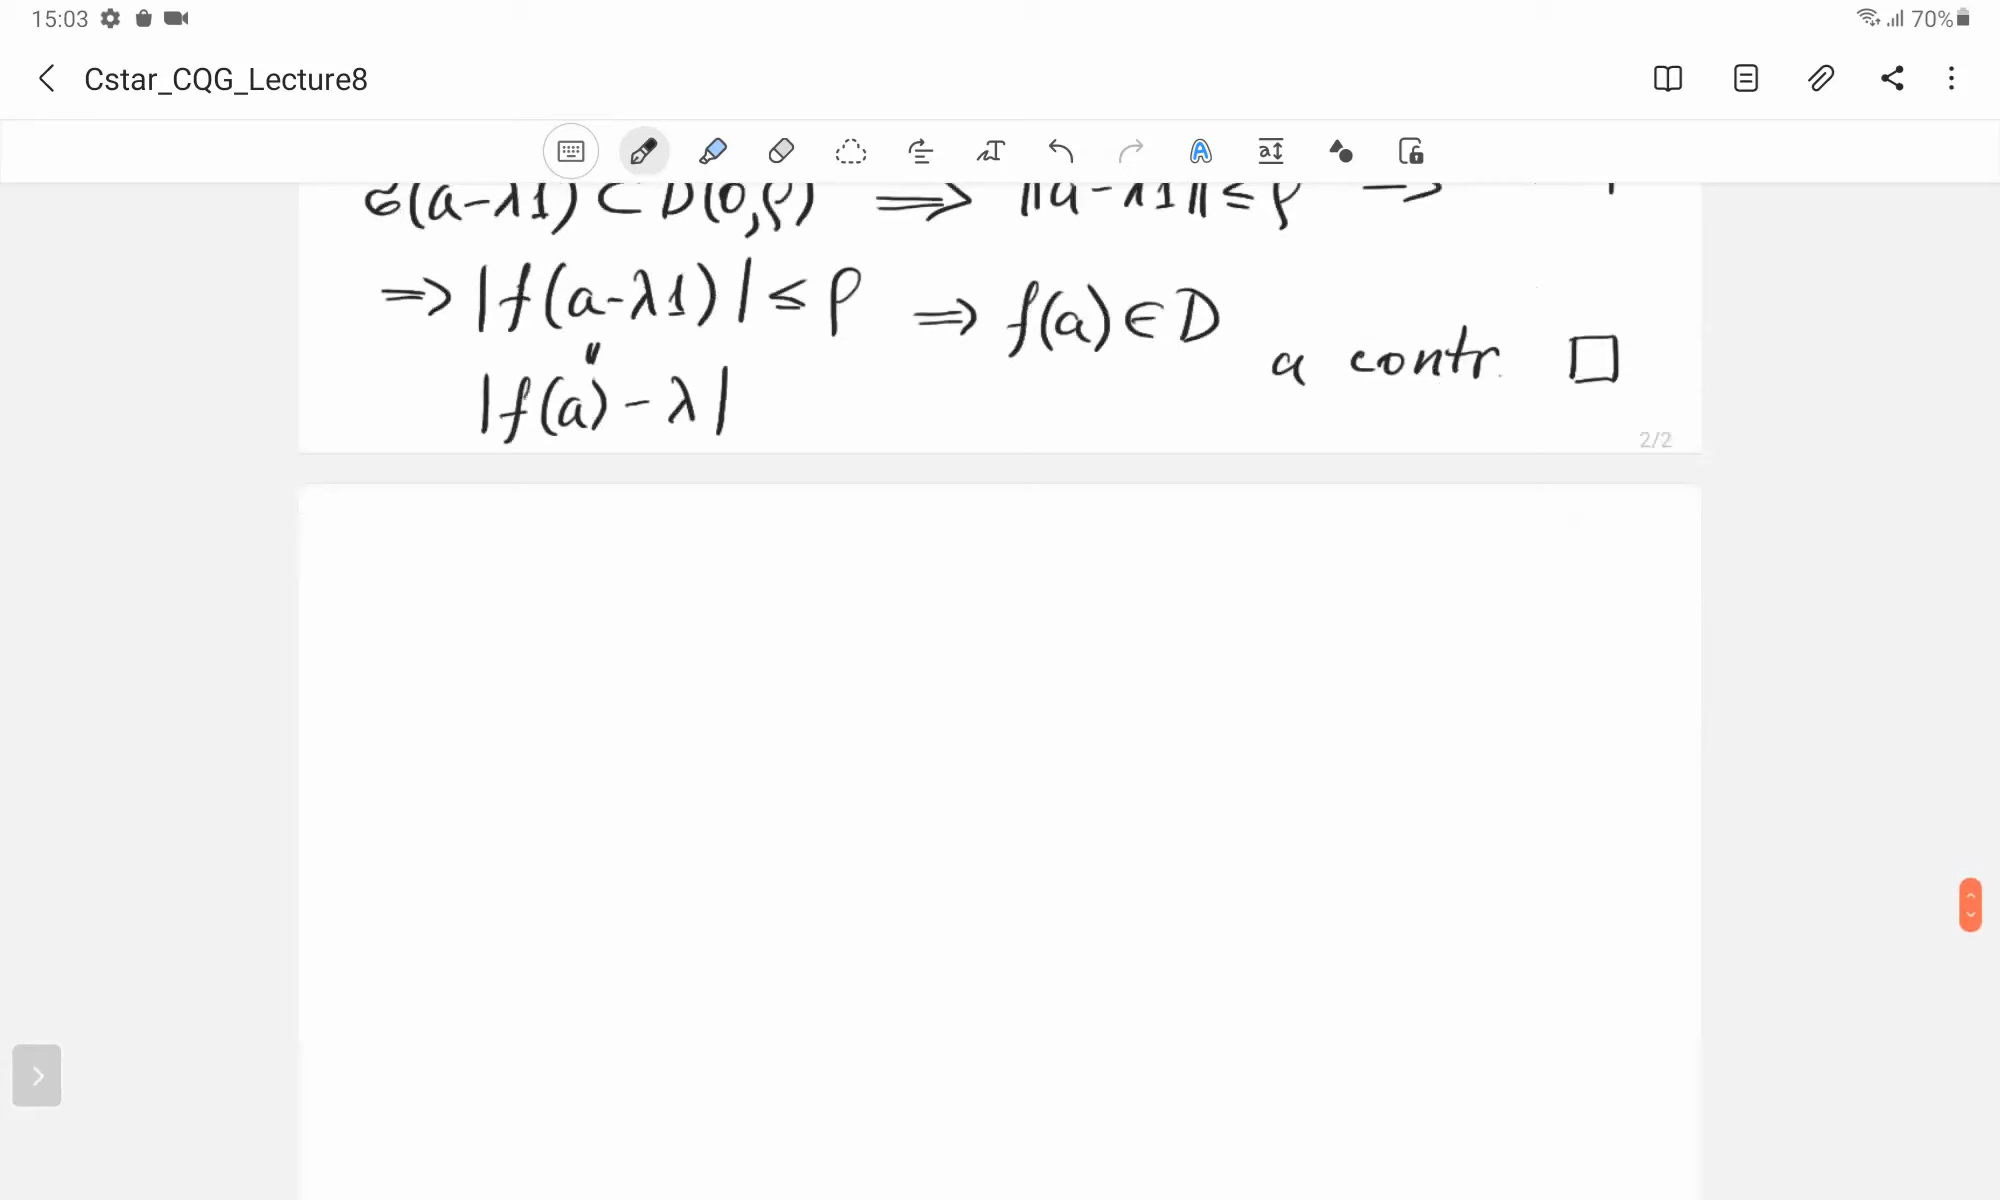 15:03 70%
Cstar_CQG_Lecture8
σ(a-λ1) ⊂ D(0,ρ) ⟹ ||a-λ1|| ≤ ρ ⟹
⟹ |f(a-λ1)| ≤ ρ ⟹ f(a) ∈ D
a contr. □
|f(a) - λ|
2/2